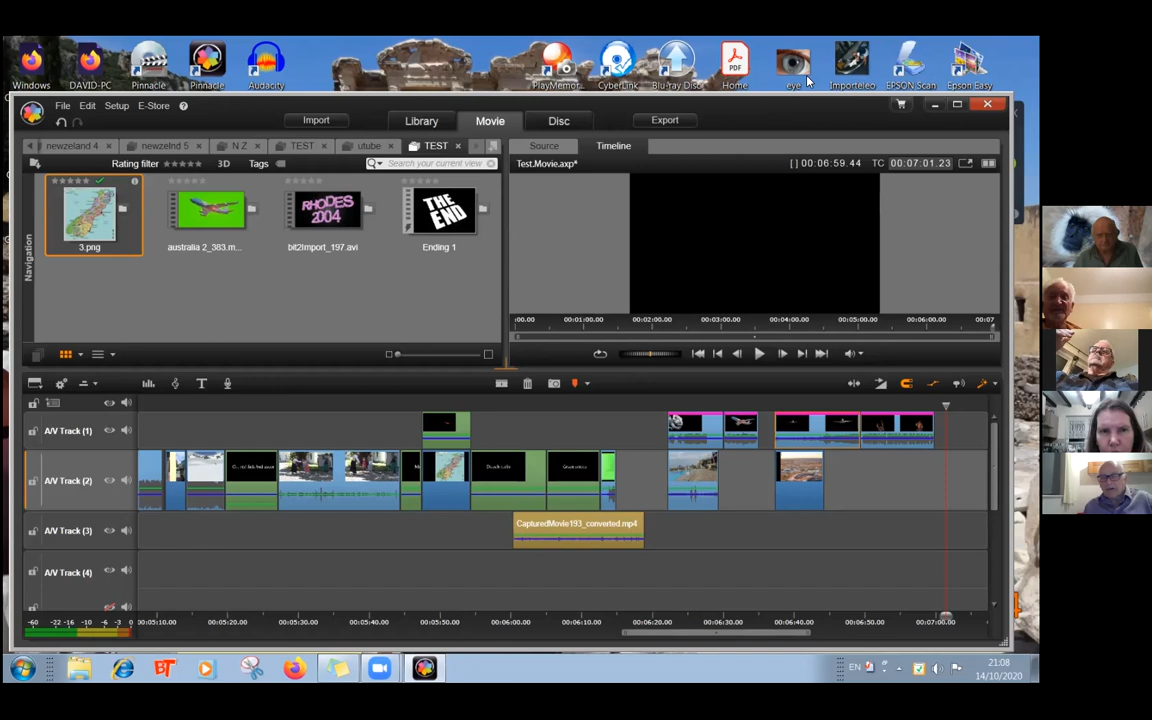 Windows
DAVID-PC
Pinnacle
Pinnacle
Audacity
PlayMemor...
CyberLink
Blu-ray Disc
Home
eye
Importeleo
EPSON Scan
Epson Easy
File Edit Setup E-Store
Import Library Movie Disc Export
newzeland 4 newzelnd 5 N Z TEST utube TEST
Source Timeline
Rating filter 3D Tags Search your current view
Test.Movie.axp* [ ] 00:06:59.44 TC 00:07:01.23
Navigation
PDF
RHODES
2004
THE
END
3.png australia 2_383.m... bit2Import_197.avi Ending 1
:00.00 00:01:00.00 00:02:00.00 00:03:00.00 00:04:00.00 00:05:00.00 00:06:00.00 00:07
A/V Track (1)
A/V Track (2)
A/V Track (3)
CapturedMovie193_converted.mp4
A/V Track (4)
-60 -22 -16 -10 -6 -3 0
00:05:10.00 00:05:20.00 00:05:30.00 00:05:40.00 00:05:50.00 00:06:00.00 00:06:10.00 00:06:20.00 00:06:30.00 00:06:40.00 00:06:50.00 00:07:00.00
BT
EN
21:08
14/10/2020